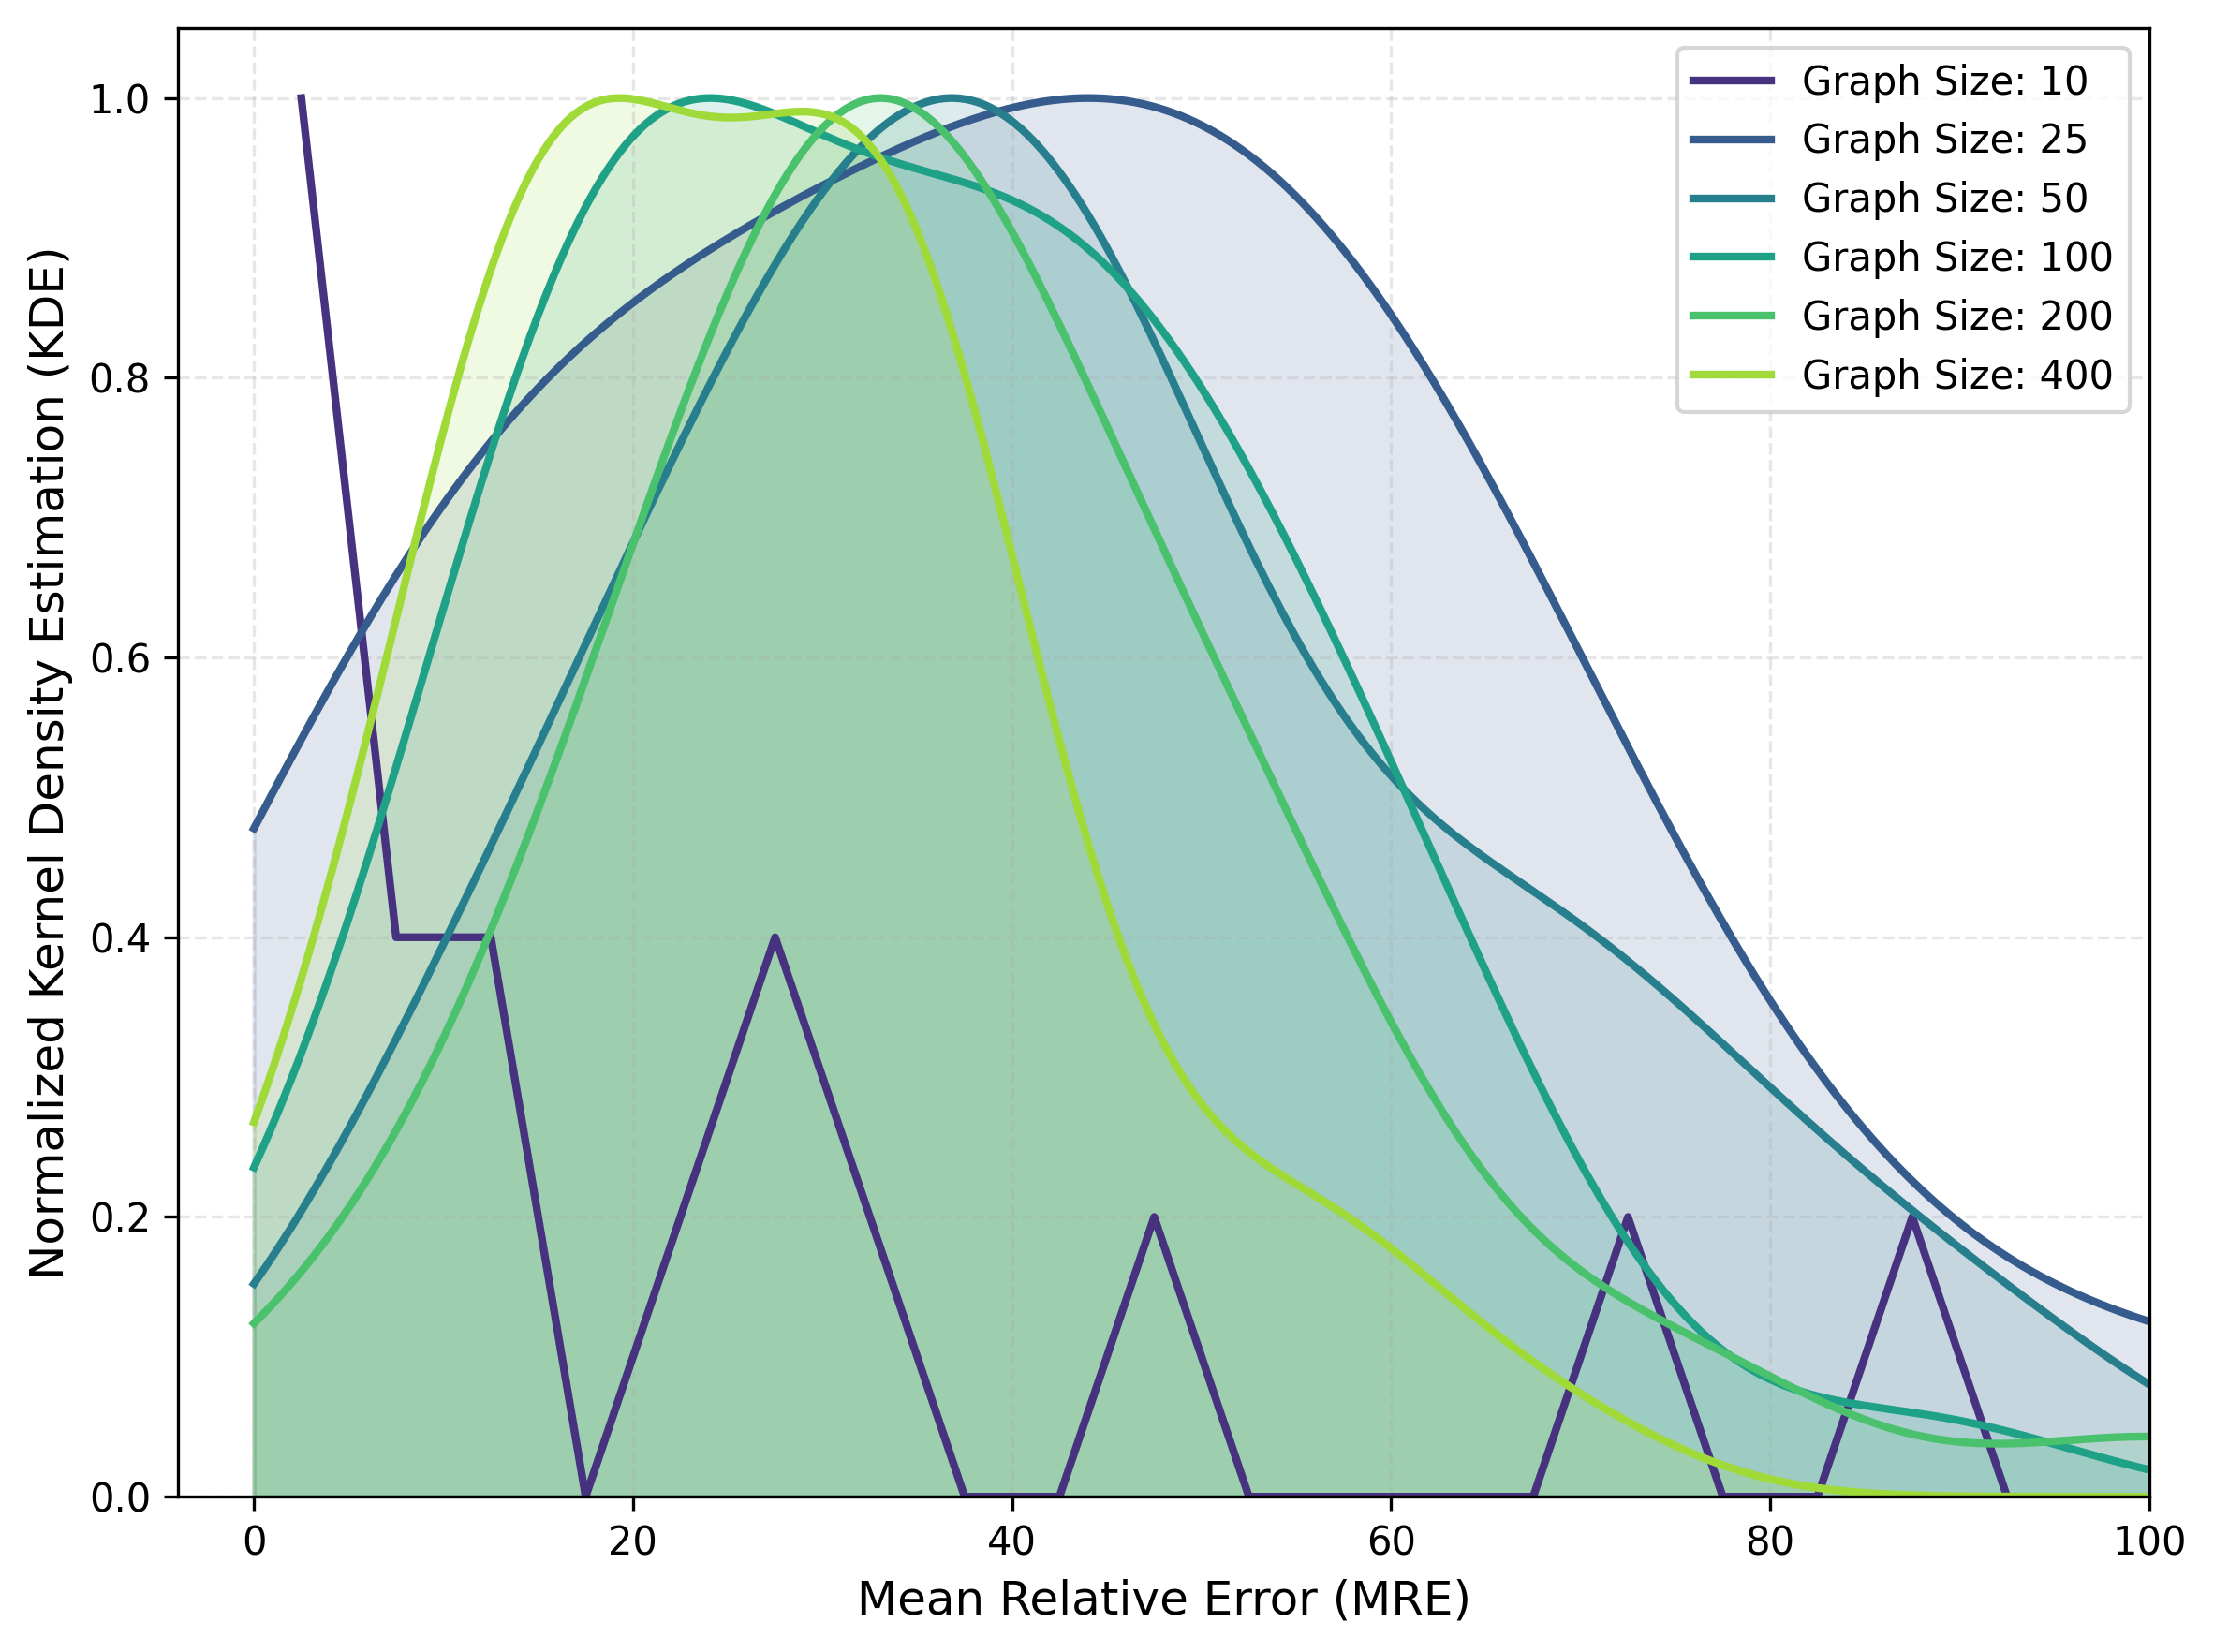 Normalized Kernel Density Estimation (KDE)
1.0
0.8
0.6
0.4
0.2
0.0
Graph Size: 10
Graph Size: 25
Graph Size: 50
Graph Size: 100
Graph Size: 200
Graph Size: 400
0 20 40 60 80 100
Mean Relative Error (MRE)